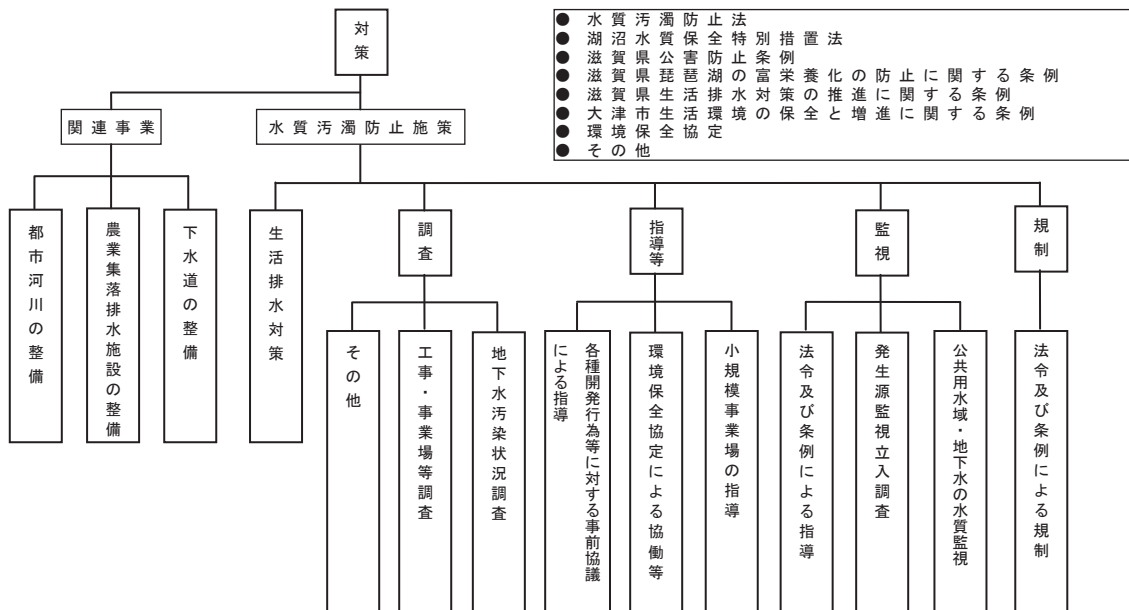 対策
● 水質汚濁防止法
● 湖沼水質保全特別措置法
● 滋賀県公害防止条例
● 滋賀県琵琶湖の富栄養化の防止に関する条例
● 滋賀県生活排水対策の推進に関する条例
● 大津市生活環境の保全と増進に関する条例
● 環境保全協定
● その他
関連事業
水質汚濁防止施策
都市河川の整備
農業集落排水施設の整備
下水道の整備
生活排水対策
調査
指導等
監視
規制
その他
工事・事業場等調査
地下水汚染状況調査
各種開発行為等に対する事前協議
による指導
環境保全協定による協働等
小規模事業場の指導
法令及び条例による指導
発生源監視立入調査
公共用水域・地下水の水質監視
法令及び条例による規制